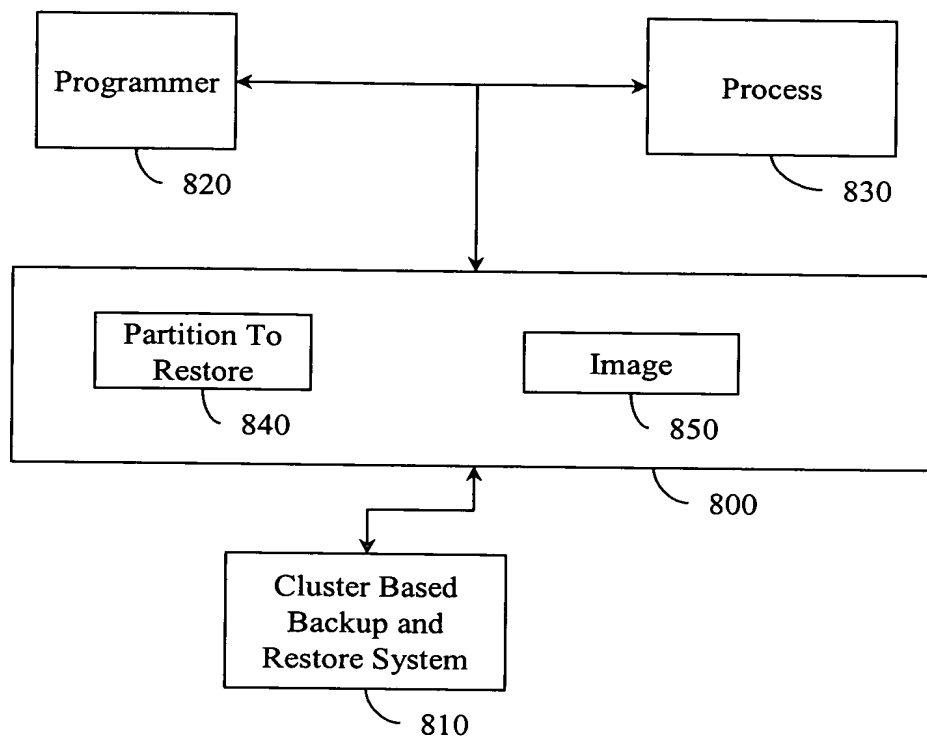 Programmer
820
Process
830
Partition To
Restore
840
Image
850
800
Cluster Based
Backup and
Restore System
810